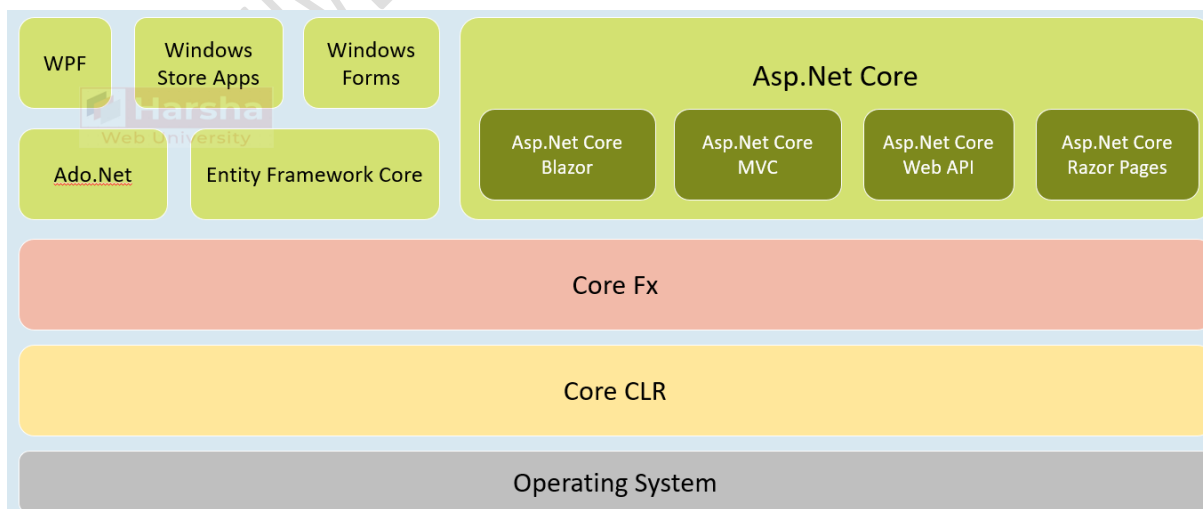 WPF
Windows
Store Apps
Windows
Forms
Asp.Net Core
Harsha
Web University
Ado.Net
Entity Framework Core
Asp.Net Core
Blazor
Asp.Net Core
MVC
Asp.Net Core
Web API
Asp.Net Core
Razor Pages
Core Fx
Core CLR
Operating System